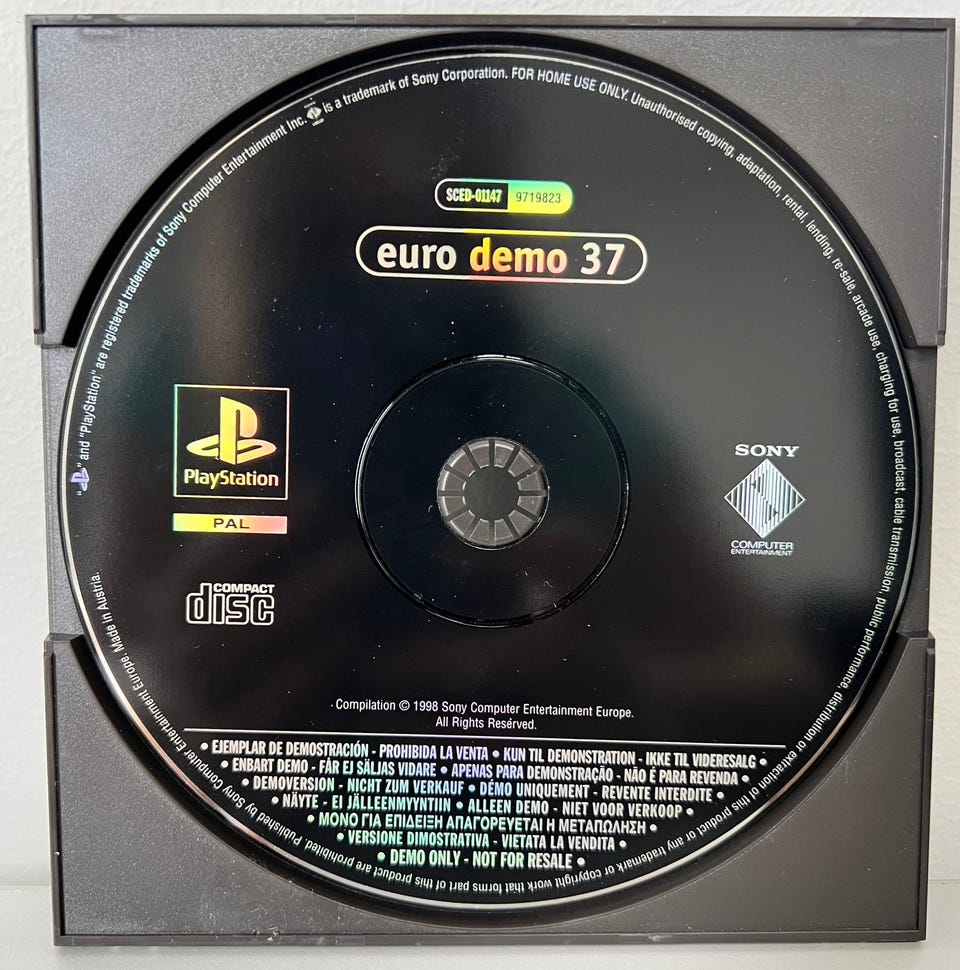 SCED-01147 9719823
euro demo 37
PlayStation
PAL
COMPACT
disc
SONY
COMPUTER
ENTERTAINMENT
Compilation © 1998 Sony Computer Entertainment Europe.
All Rights Reserved.
• EJEMPLAR DE DEMOSTRACIÓN - PROHIBIDA LA VENTA • KUN TIL DEMONSTRATION - IKKE TIL VIDERESALG •
• ENBART DEMO - FÅR EJ SÄLJAS VIDARE • APENAS PARA DEMONSTRAÇÃO - NÃO É PARA REVENDA •
• DEMOVERSION - NICHT ZUM VERKAUF • DÉMO UNIQUEMENT - REVENTE INTERDITE •
• NÄYTE - EI JÄLLEENMYYNTIIN • ALLEEN DEMO - NIET VOOR VERKOOP •
• ΜΟΝΟ ΓΙΑ ΕΠΙΔΕΙΞΗ ΑΠΑΓΟΡΕΥΕΤΑΙ Η ΜΕΤΑΠΩΛΗΣΗ •
• VERSIONE DIMOSTRATIVA - VIETATA LA VENDITA •
• DEMO ONLY - NOT FOR RESALE •
" " and "PlayStation" are registered trademarks of Sony Computer Entertainment Inc. is a trademark of Sony Corporation. FOR HOME USE ONLY. Unauthorised copying, adaptation, rental, lending, re-sale, arcade use, charging for use, broadcast, cable transmission, public performance, distribution or extraction of this product or any trademark or copyright work that forms part of this product are prohibited. Published by Sony Computer Entertainment Europe. Made in Austria.